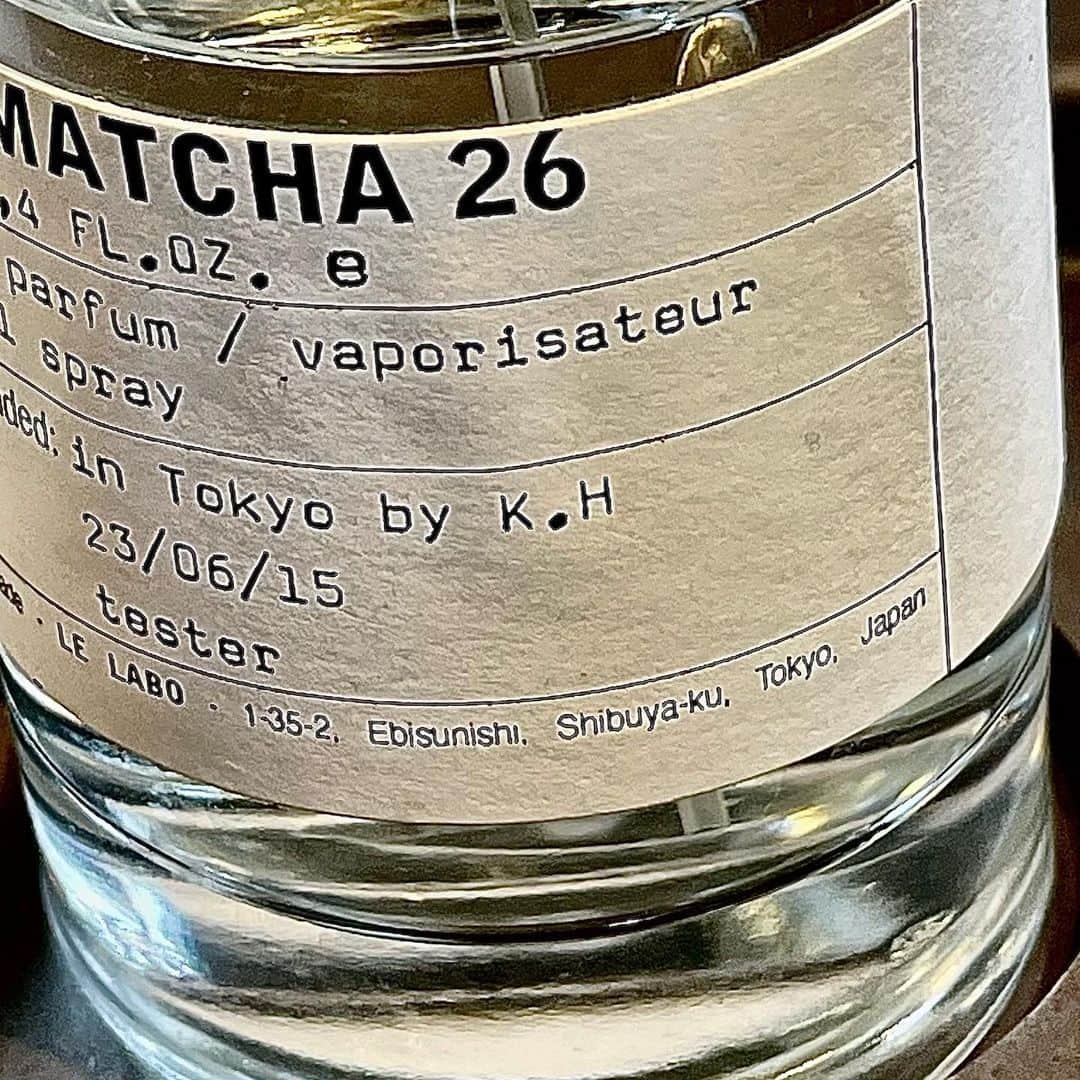 MATCHA 26
.4 FL.OZ. e
parfum / vaporisateur
spray
in Tokyo by K.H
23/06/15
tester
· LE LABO · 1-35-2, Ebisunishi, Shibuya-ku, Tokyo, Japan